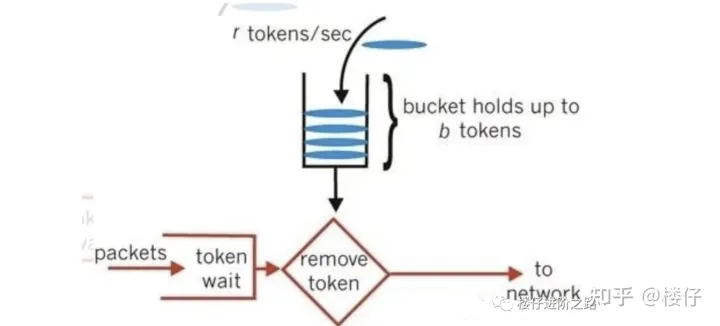 r tokens/sec
bucket holds up to
b tokens
packets
token
wait
remove
token
to
network
知乎 @楼仔
楼仔进阶之路